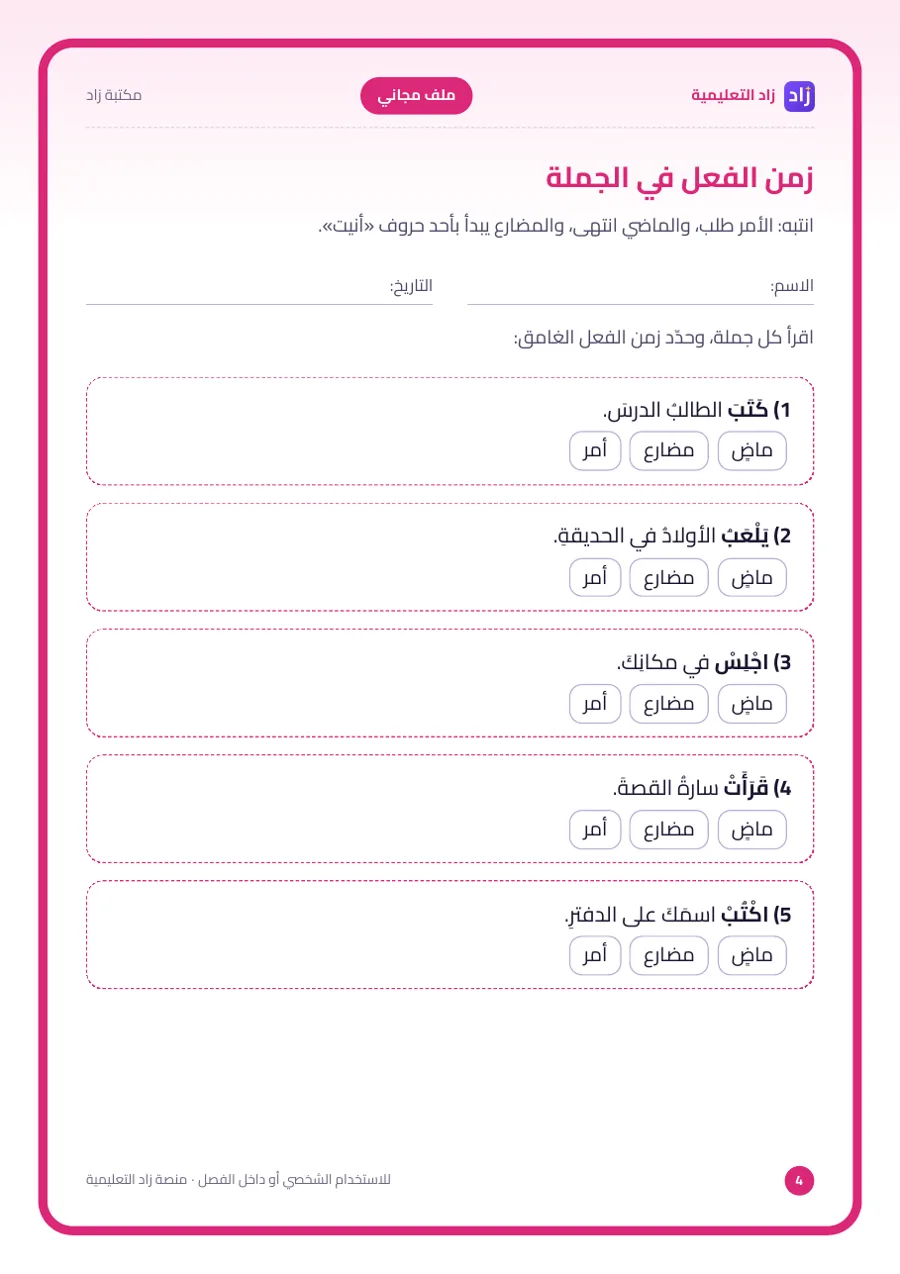 زاد زاد التعليمية
ملف مجاني
مكتبة زاد
زمن الفعل في الجملة
انتبه: الأمر طلب، والماضي انتهى، والمضارع يبدأ بأحد حروف «أنيت».
الاسم:
التاريخ:
اقرأ كل جملة، وحدّد زمن الفعل الغامق:
1) كَتَبَ الطالبُ الدرسَ.
ماضٍ مضارع أمر
2) يَلْعَبُ الأولادُ في الحديقةِ.
ماضٍ مضارع أمر
3) اجْلِسْ في مكانِكَ.
ماضٍ مضارع أمر
4) قَرَأَتْ سارةُ القصةَ.
ماضٍ مضارع أمر
5) اكْتُبْ اسمَكَ على الدفترِ.
ماضٍ مضارع أمر
4
للاستخدام الشخصي أو داخل الفصل · منصة زاد التعليمية